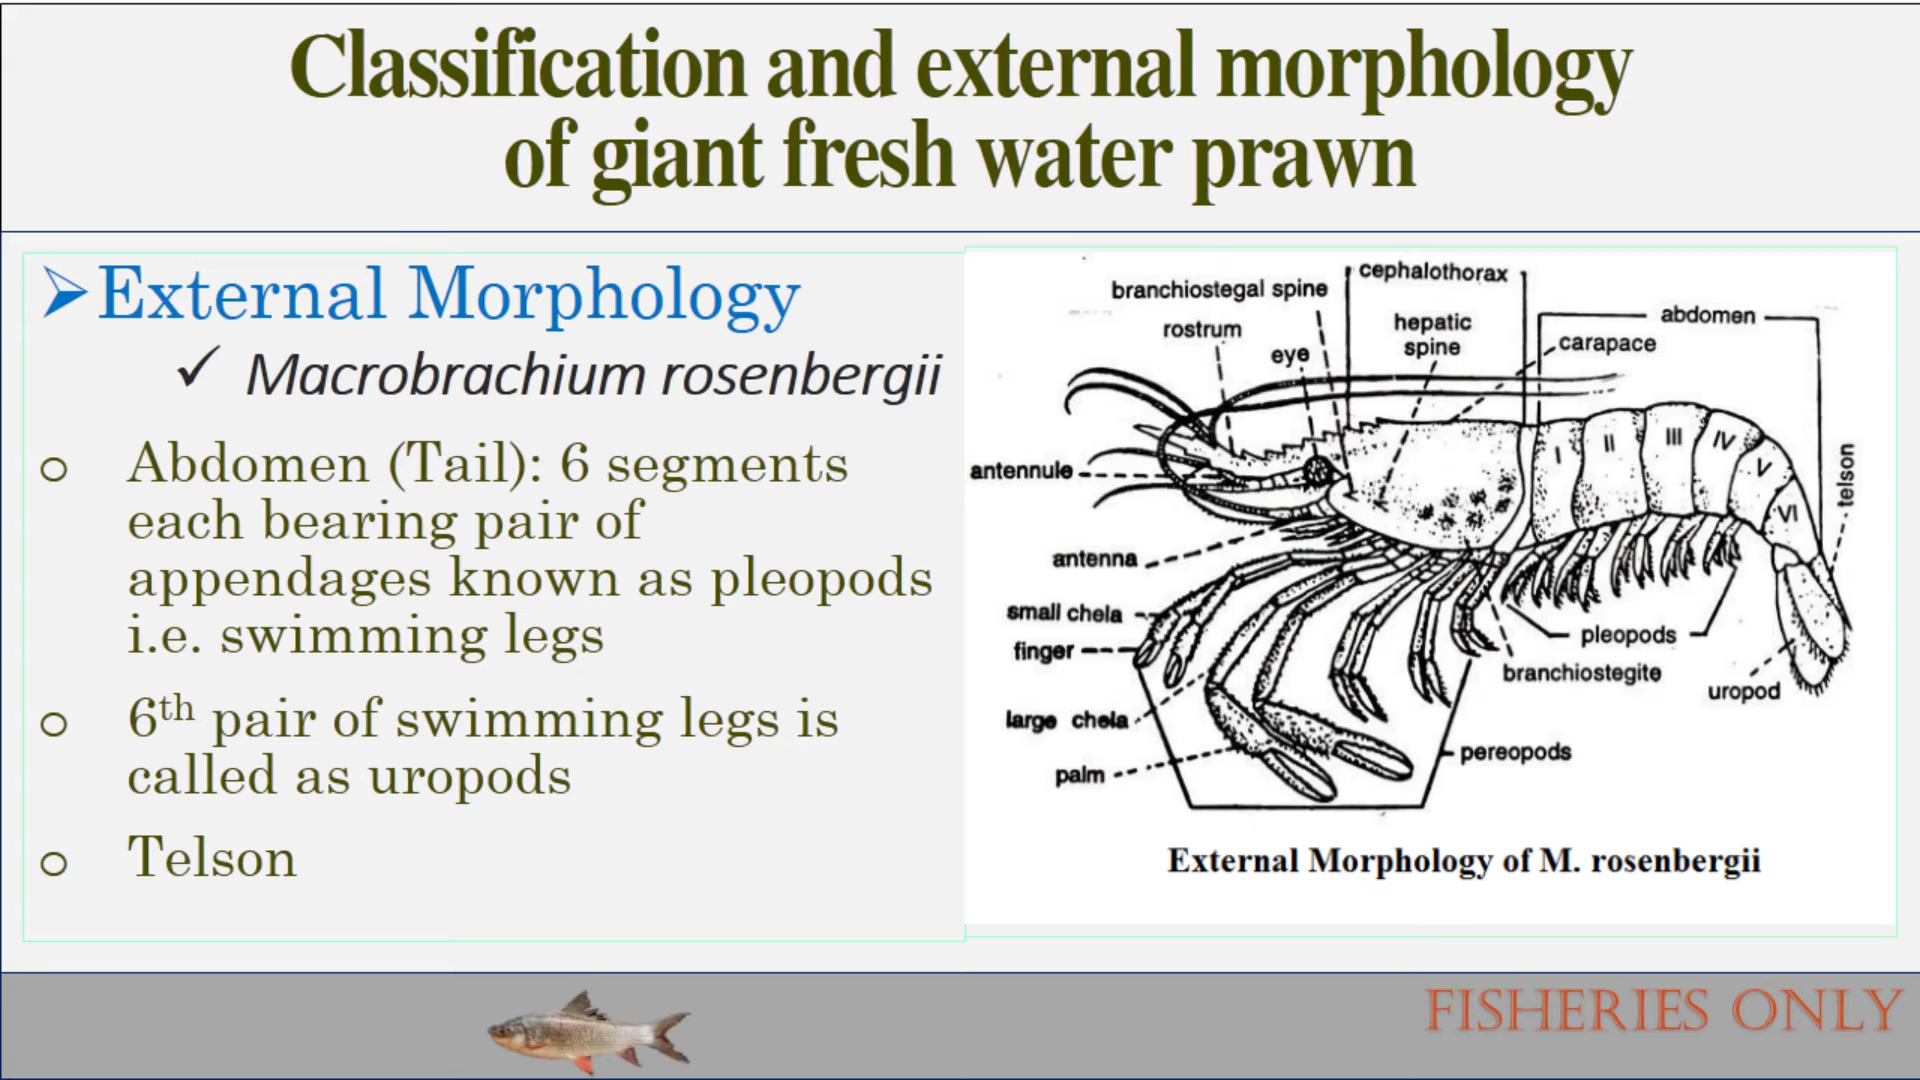 Classification and external morphology
of giant fresh water prawn
External Morphology
Macrobrachium rosenbergii
Abdomen (Tail): 6 segments
each bearing pair of
appendages known as pleopods
i.e. swimming legs
6th pair of swimming legs is
called as uropods
Telson
cephalothorax
branchiostegal spine
rostrum
hepatic
spine
eye
carapace
abdomen
I II III IV V VI
telson
antennule
antenna
small chela
finger
large chela
palm
pleopods
branchiostegite
uropod
pereopods
External Morphology of M. rosenbergii
FISHERIES ONLY